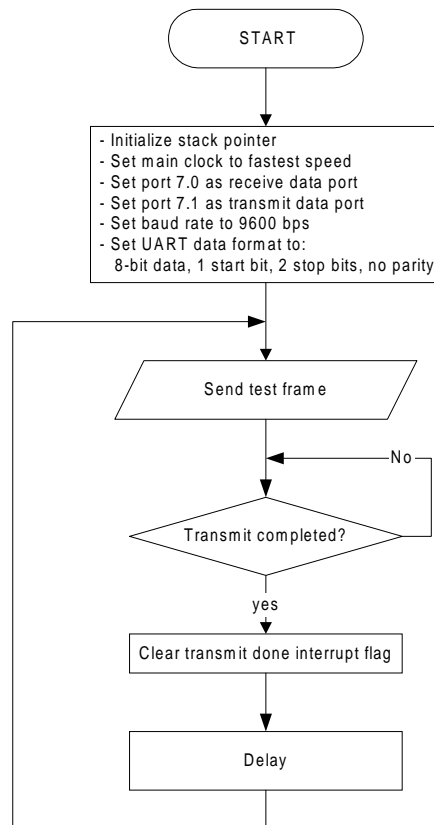 START
- Initialize stack pointer
- Set main clock to fastest speed
- Set port 7.0 as receive data port
- Set port 7.1 as transmit data port
- Set baud rate to 9600 bps
- Set UART data format to:
8-bit data, 1 start bit, 2 stop bits, no parity
Send test frame
No
Transmit completed?
yes
Clear transmit done interrupt flag
Delay